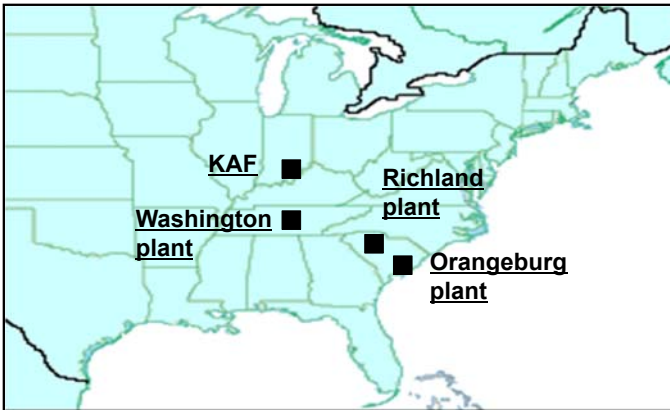 KAF
Richland
plant
Washington
plant
Orangeburg
plant